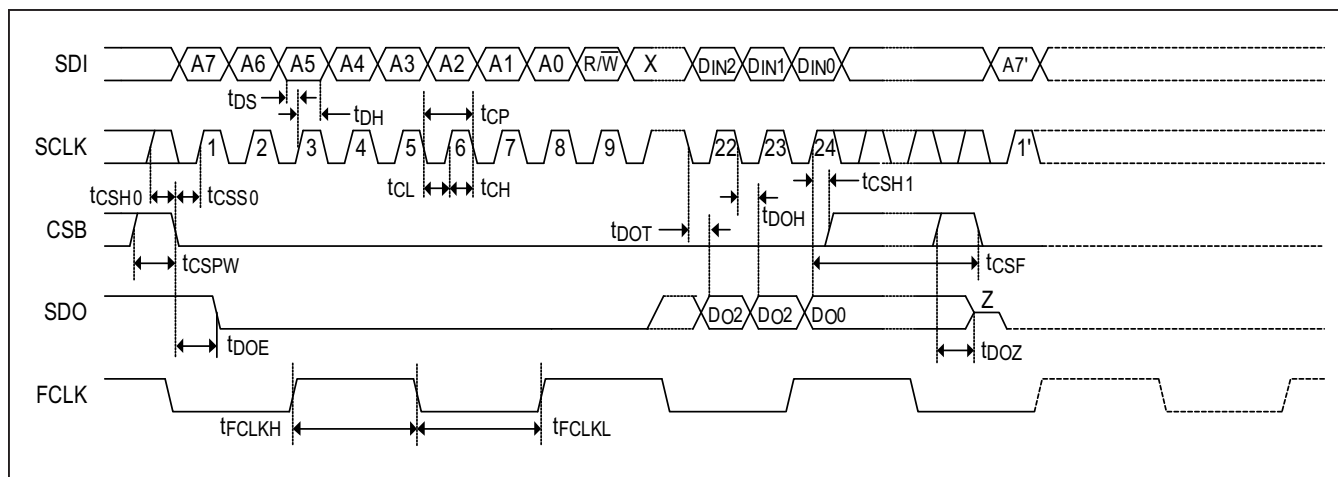 SDI A7 A6 A5 A4 A3 A2 A1 A0 R/W̅ X DIN2 DIN1 DIN0 A7'
tDS tDH tCP
SCLK 1 2 3 4 5 6 7 8 9 22 23 24 1'
tCSH0 tCSS0 tCL tCH tDOH tCSH1
CSB tDOT
tCSPW tCSF
SDO DO2 DO2 DO0 Z
tDOE tDOZ
FCLK
tFCLKH tFCLKL